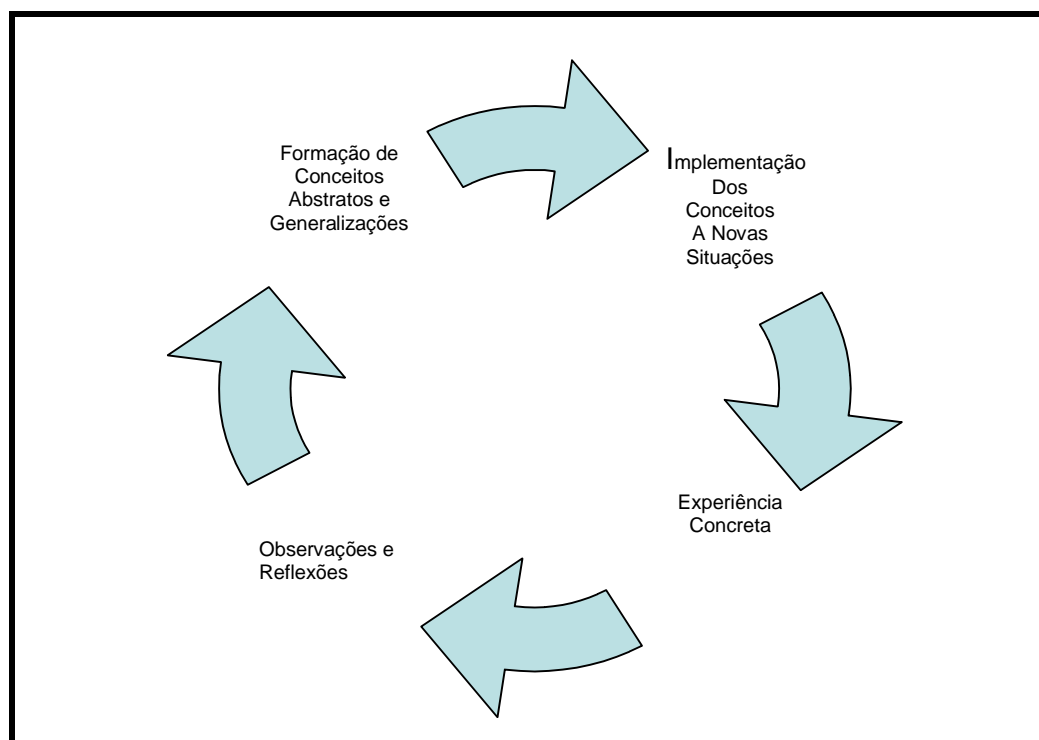 Formação de
Conceitos
Abstratos e
Generalizações
Implementação
Dos
Conceitos
A Novas
Situações
Experiência
Concreta
Observações e
Reflexões